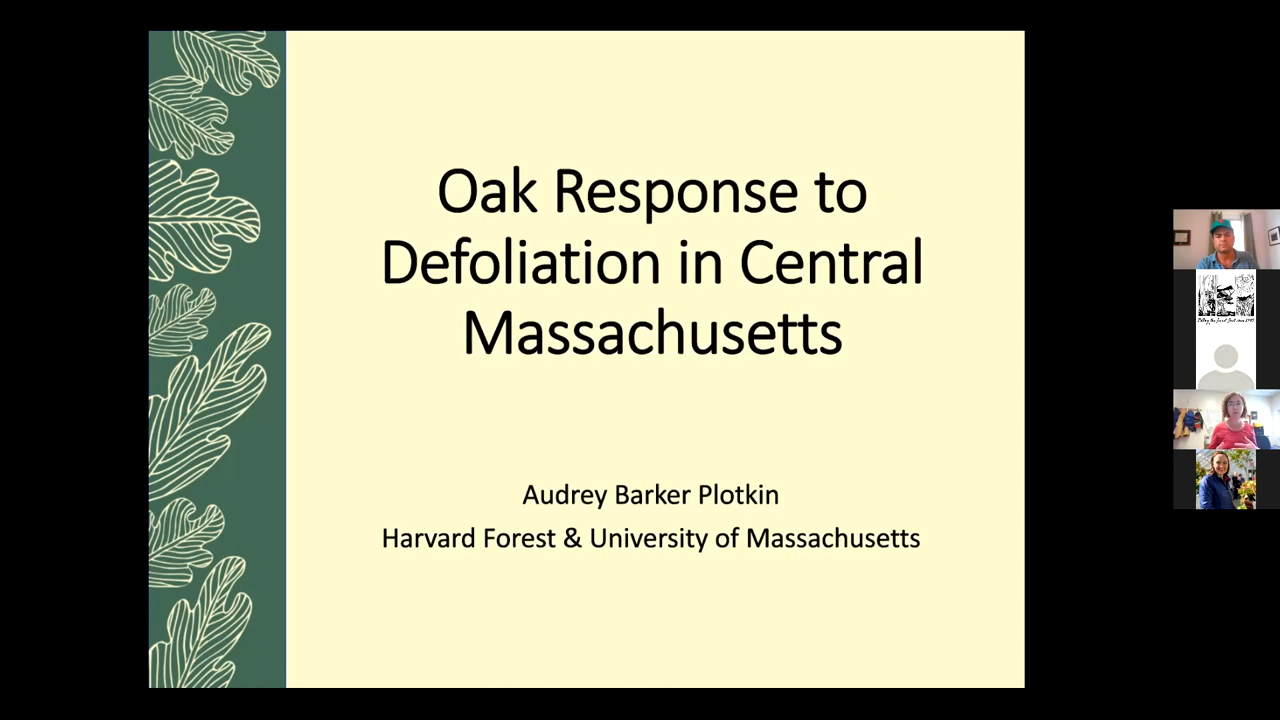 Oak Response to
Defoliation in Central
Massachusetts
Audrey Barker Plotkin
Harvard Forest & University of Massachusetts